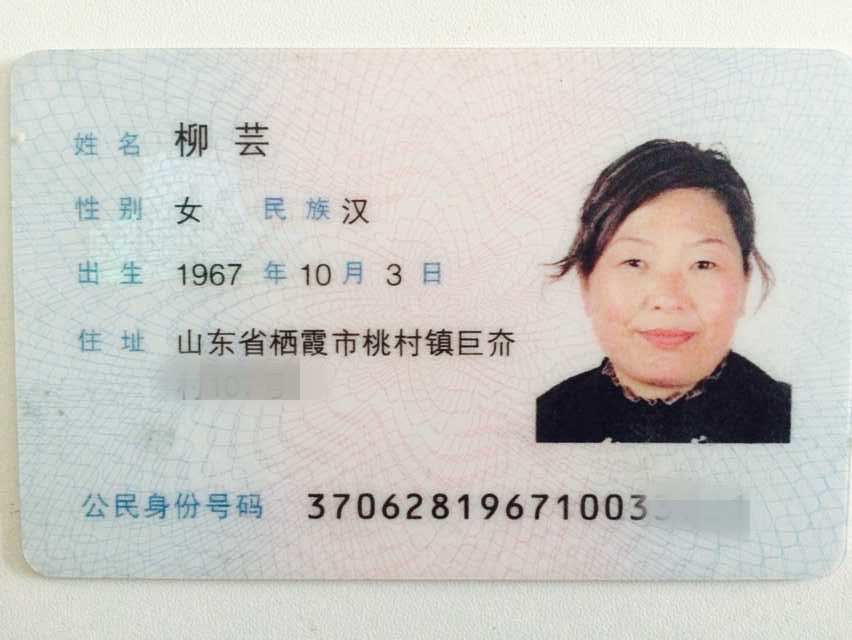 姓名 柳芸
性别 女 民族 汉
出生 1967 年 10 月 3 日
住址 山东省栖霞市桃村镇巨夼
公民身份号码 37062819671003